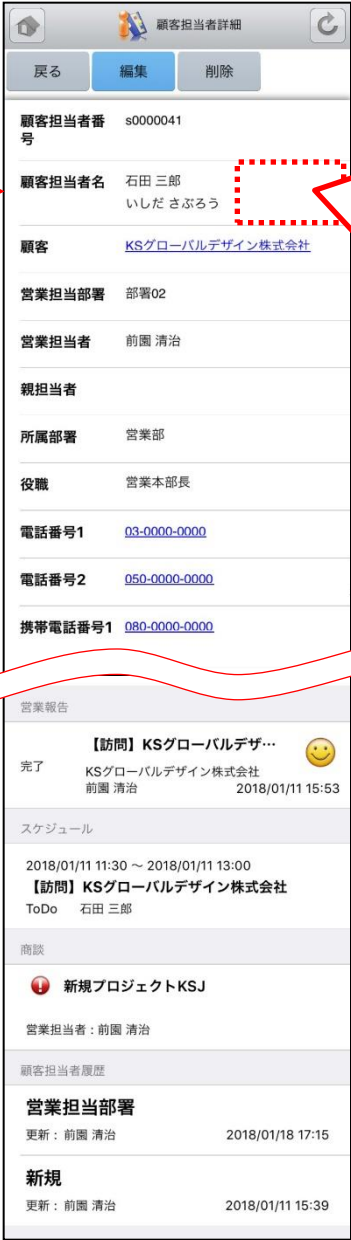 顧客担当者詳細
戻る 編集 削除
顧客担当者番号 s0000041
顧客担当者名 石田 三郎
いしだ さぶろう
顧客 KSグローバルデザイン株式会社
営業担当部署 部署02
営業担当者 前園 清治
親担当者
所属部署 営業部
役職 営業本部長
電話番号1 03-0000-0000
電話番号2 050-0000-0000
携帯電話番号1 080-0000-0000
営業報告
【訪問】KSグローバルデザ…
完了 KSグローバルデザイン株式会社
前園 清治 2018/01/11 15:53
スケジュール
2018/01/11 11:30 ～ 2018/01/11 13:00
【訪問】KSグローバルデザイン株式会社
ToDo 石田 三郎
商談
新規プロジェクトKSJ
営業担当者：前園 清治
顧客担当者履歴
営業担当部署
更新： 前園 清治 2018/01/18 17:15
新規
更新： 前園 清治 2018/01/11 15:39